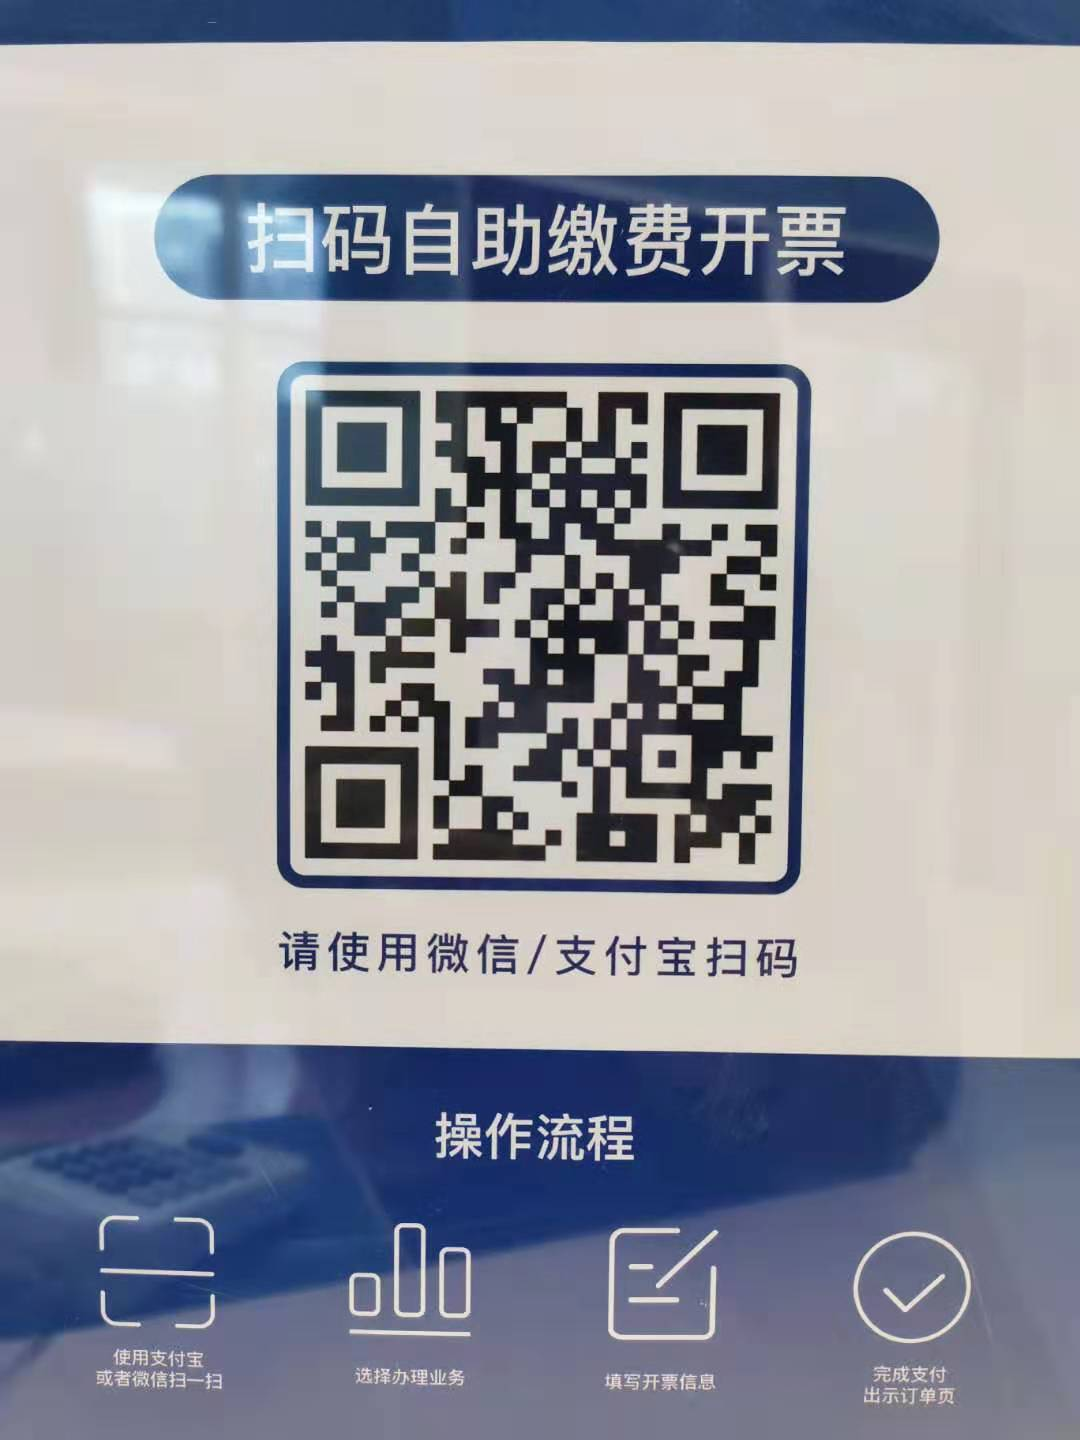 扫码自助缴费开票
请使用微信/支付宝扫码
操作流程
使用支付宝
或者微信扫一扫
选择办理业务
填写开票信息
完成支付
出示订单页